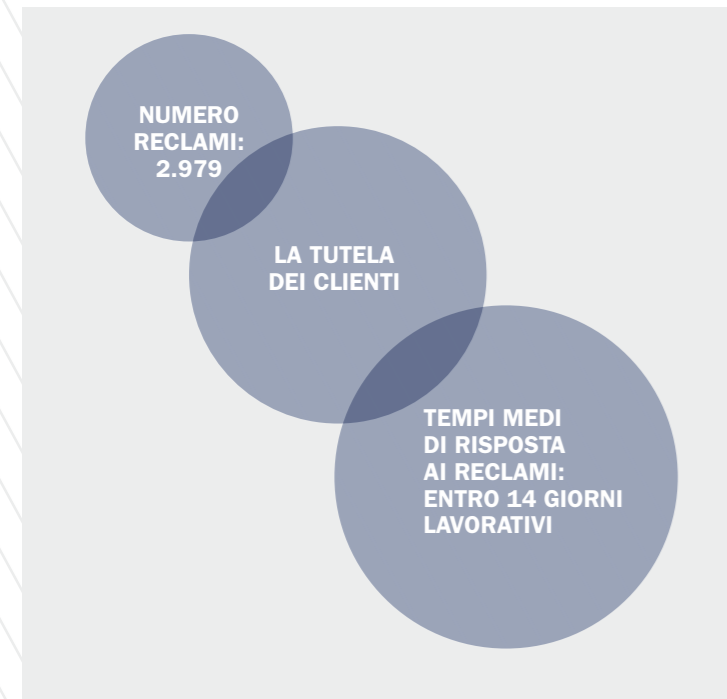 NUMERO
RECLAMI:
2.979
LA TUTELA
DEI CLIENTI
TEMPI MEDI
DI RISPOSTA
AI RECLAMI:
ENTRO 14 GIORNI
LAVORATIVI